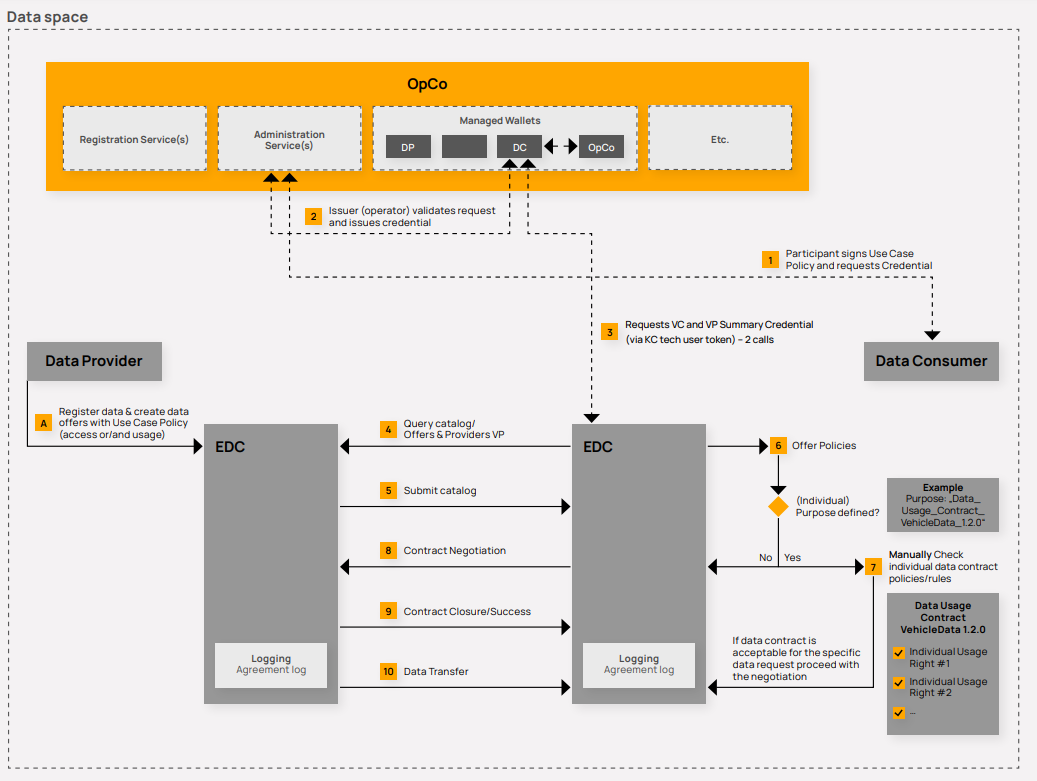 Data space
OpCo
Registration Service(s)
Administration
Service(s)
Managed Wallets
DP
DC
OpCo
Etc.
2
Issuer (operator) validates request
and issues credential
1
Participant signs Use Case
Policy and requests Credential
3
Requests VC and VP Summary Credential
(via KC tech user token) – 2 calls
Data Provider
Data Consumer
A
Register data & create data
offers with Use Case Policy
(access or/and usage)
EDC
4
Query catalog/
Offers & Providers VP
EDC
6
Offer Policies
5
Submit catalog
(Individual)
Purpose defined?
Example
Purpose: „Data_
Usage_Contract_
VehicleData_1.2.0“
8
Contract Negotiation
No
Yes
7
Manually Check
individual data contract
policies/rules
9
Contract Closure/Success
Data Usage
Contract
VehicleData 1.2.0
Individual Usage
Right #1
Individual Usage
Right #2
–
If data contract is
acceptable for the specific
data request proceed with
the negotiation
Logging
Agreement log
10
Data Transfer
Logging
Agreement log